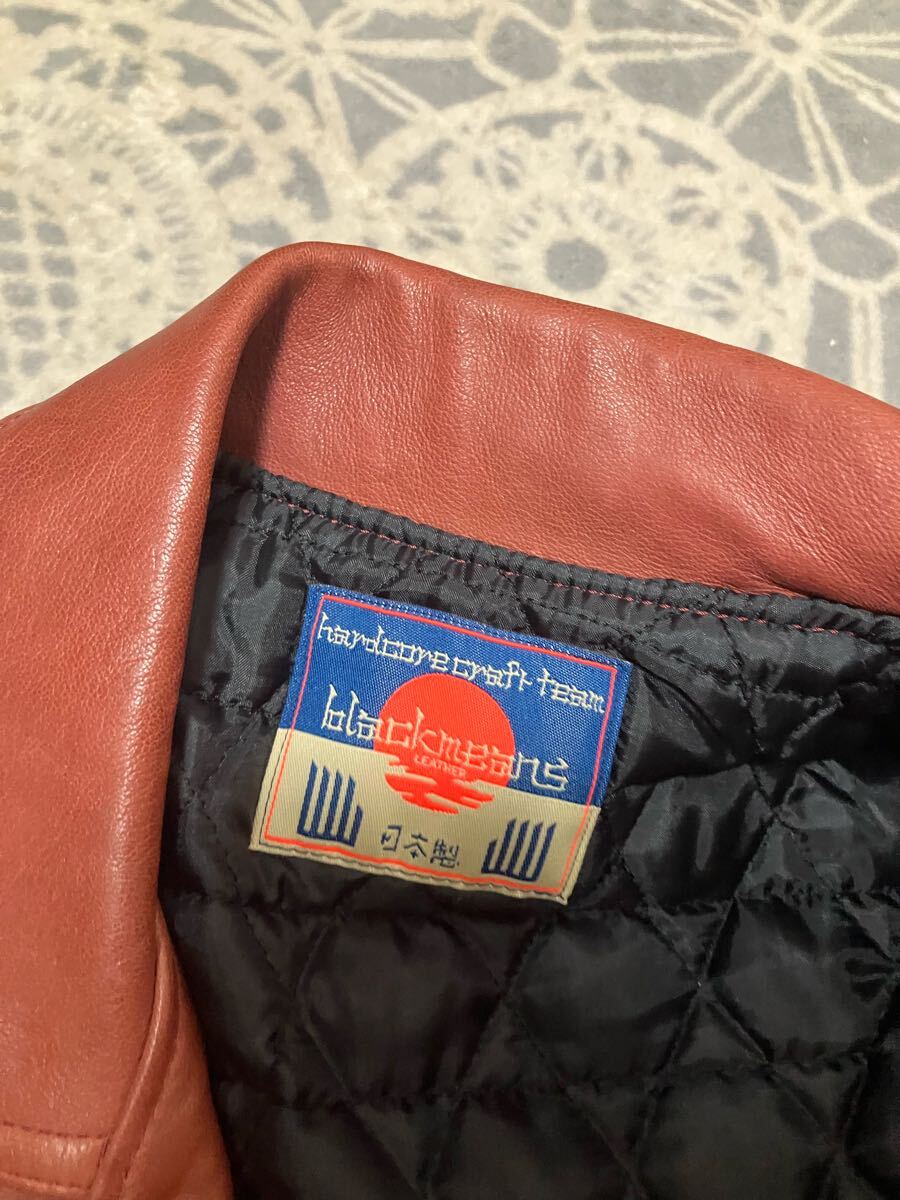 hardcore craft team
blackmeans
LEATHER
日本製